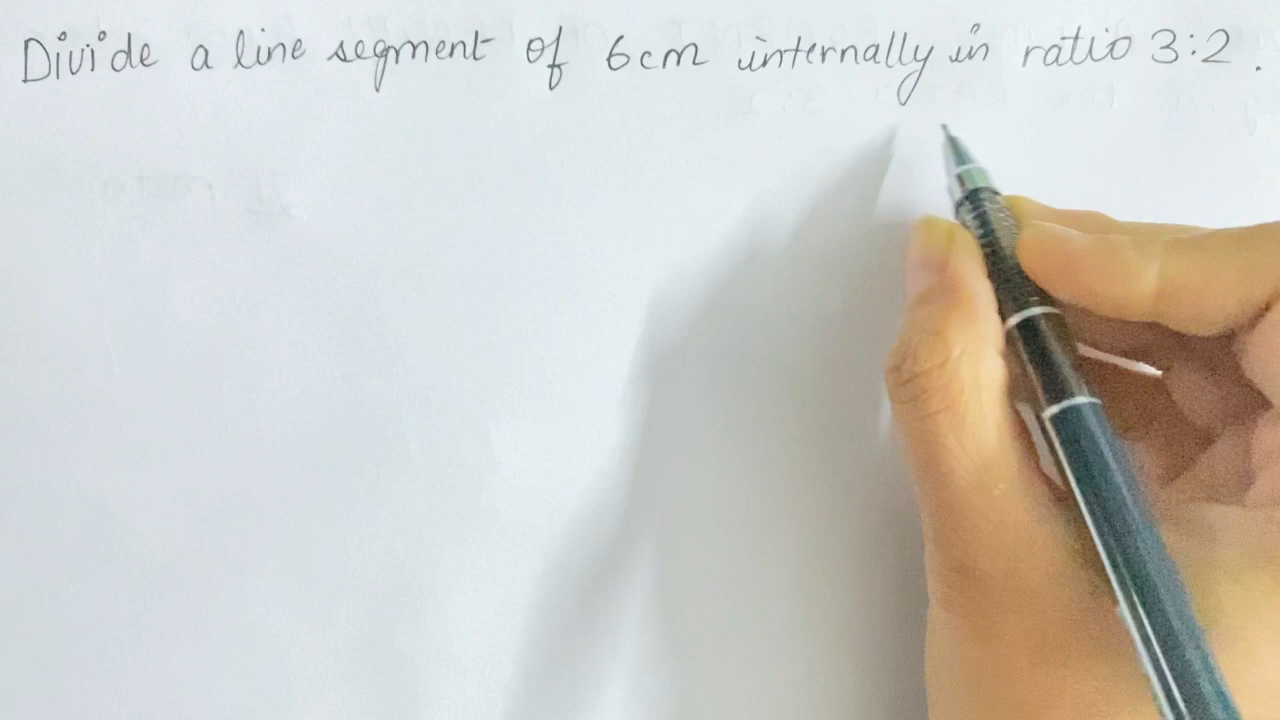 Divide a line segment of 6cm internally in ratio 3:2.